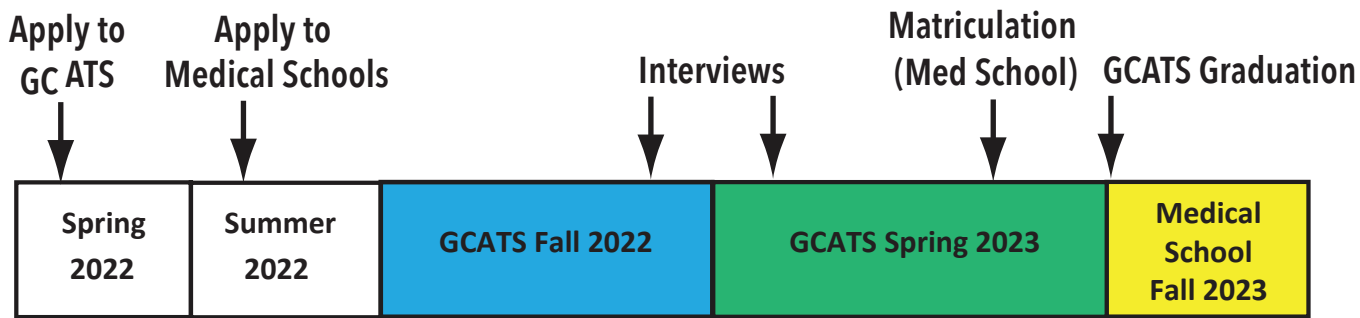 Apply to
GC ATS
Apply to
Medical Schools
Interviews
Matriculation
(Med School)
GCATS Graduation
Spring
2022
Summer
2022
GCATS Fall 2022
GCATS Spring 2023
Medical
School
Fall 2023